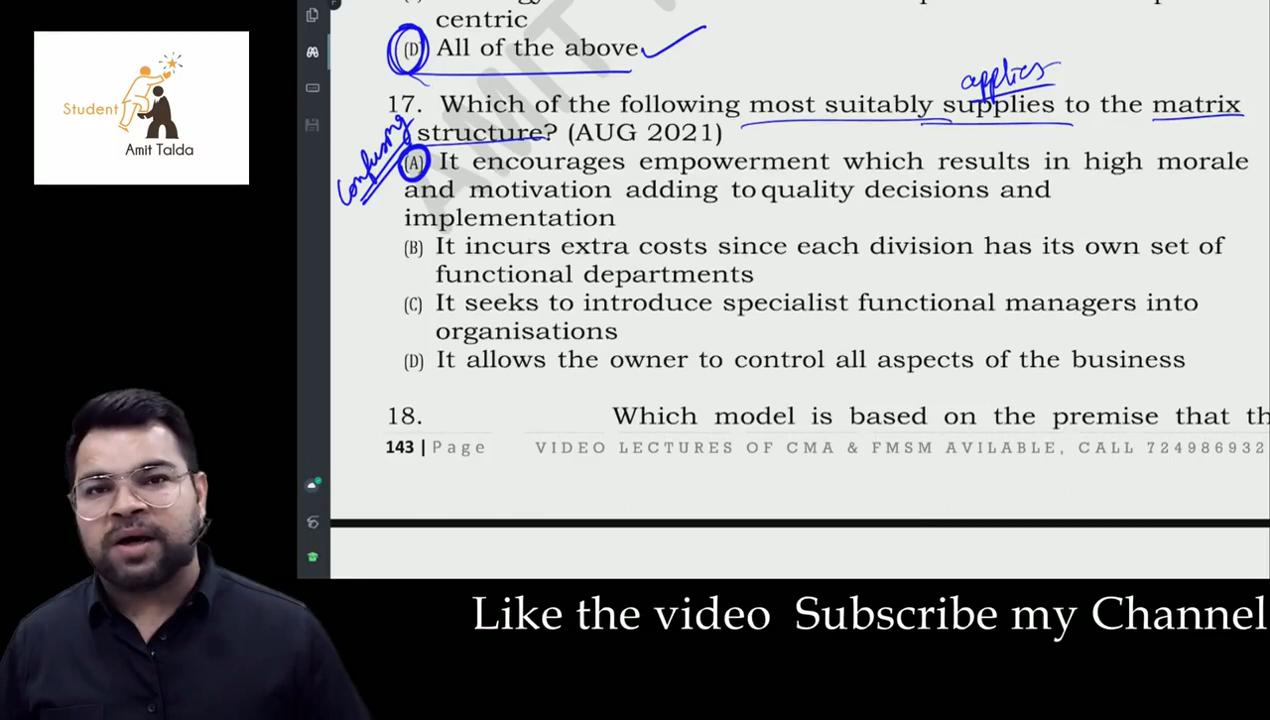 centric
(D) All of the above
applies
17. Which of the following most suitably supplies to the matrix
structure? (AUG 2021)
confusing
(A) It encourages empowerment which results in high morale
and motivation adding to quality decisions and
implementation
(B) It incurs extra costs since each division has its own set of
functional departments
(C) It seeks to introduce specialist functional managers into
organisations
(D) It allows the owner to control all aspects of the business
18. Which model is based on the premise that th
143 | Page VIDEO LECTURES OF CMA & FMSM AVILABLE, CALL 724986932
AMIT
Student
Amit Talda
Like the video Subscribe my Channel